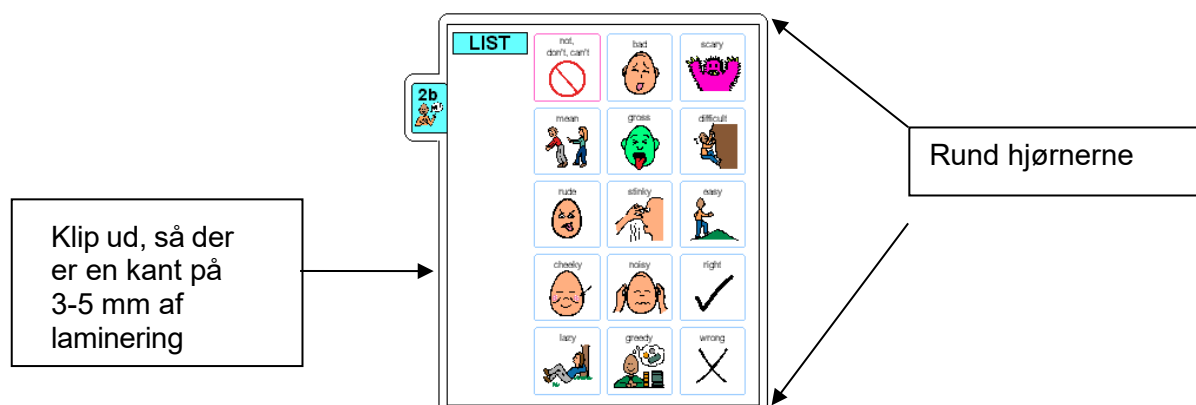 LIST
not,
don't, can't
bad
scary
2b
mean
gross
difficult
rude
stinky
easy
cheeky
noisy
right
lazy
greedy
wrong
Rund hjørnerne
Klip ud, så der
er en kant på
3-5 mm af
laminering